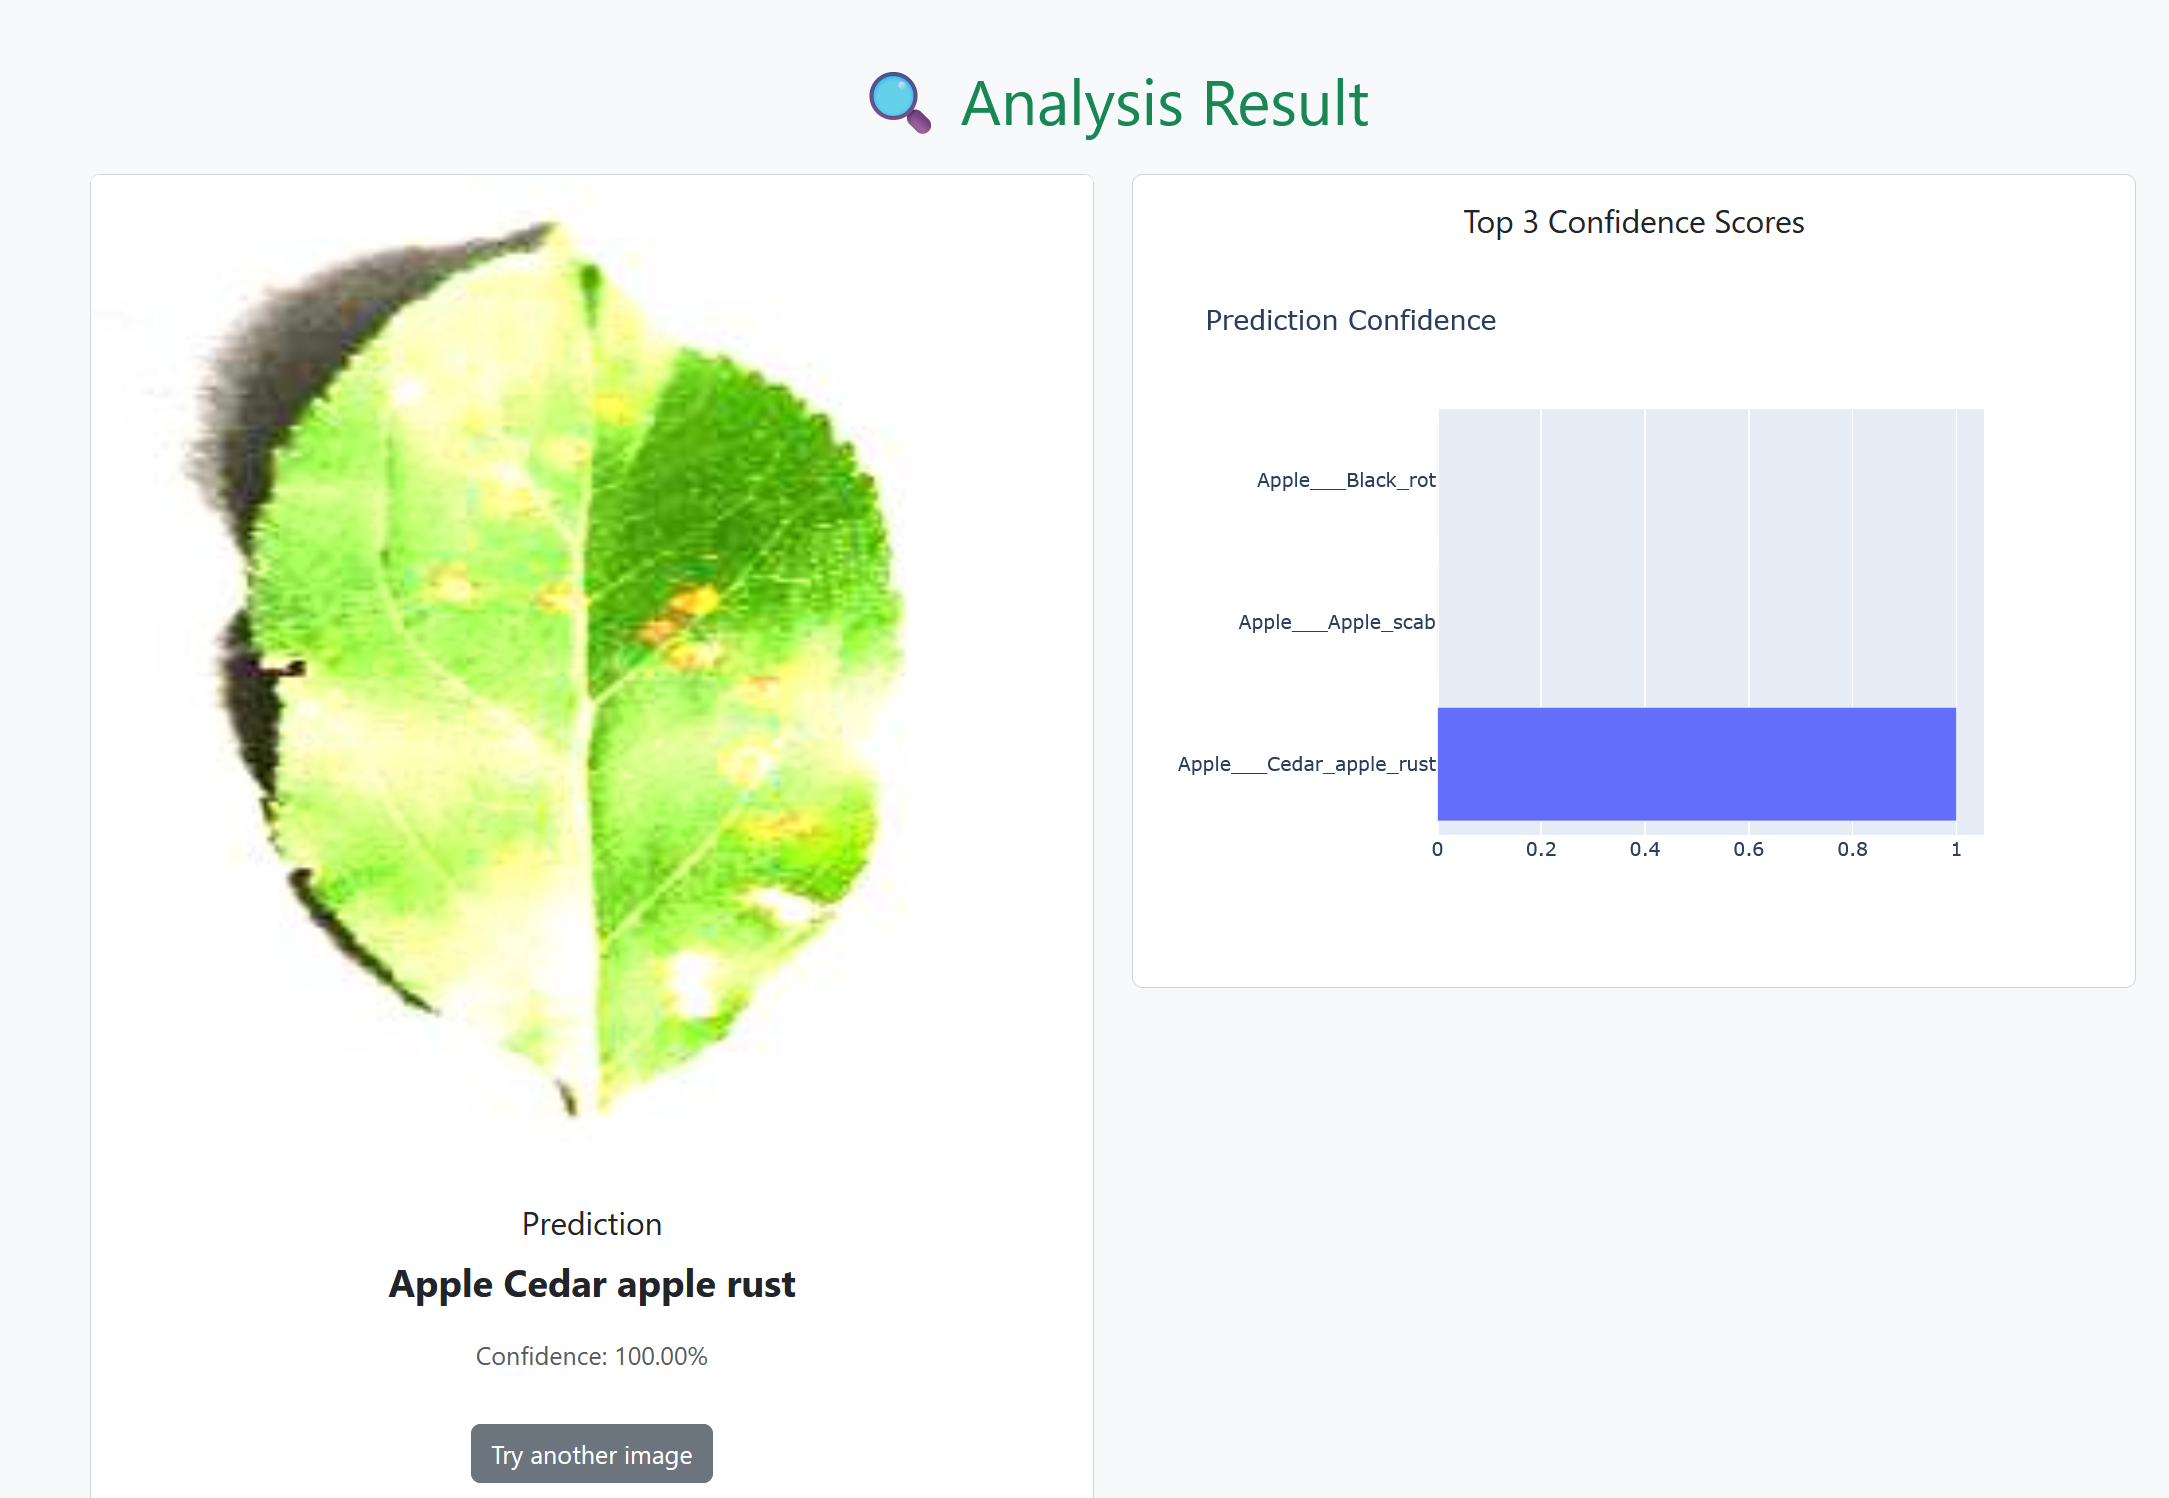 Analysis Result
Prediction
Apple Cedar apple rust
Confidence: 100.00%
Try another image
Top 3 Confidence Scores
Prediction Confidence
Apple___Black_rot
Apple___Apple_scab
Apple___Cedar_apple_rust
0 0.2 0.4 0.6 0.8 1